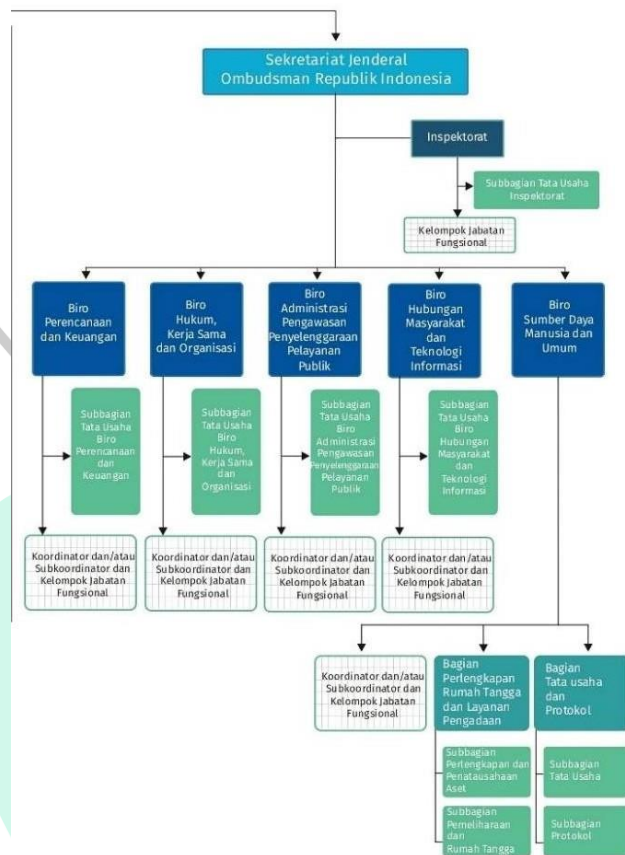 Sekretariat Jenderal
Ombudsman Republik Indonesia
Inspektorat
Subbagian Tata Usaha
Inspektorat
Kelompok Jabatan
Fungsional
Biro
Perencanaan
dan Keuangan
Biro
Hukum,
Kerja Sama
dan Organisasi
Biro
Administrasi
Pengawasan
Penyelenggaraan
Pelayanan
Publik
Biro
Hubungan
Masyarakat
dan
Teknologi
Informasi
Biro
Sumber Daya
Manusia dan
Umum
Subbagian
Tata Usaha
Biro
Perencanaan
dan
Keuangan
Subbagian
Tata Usaha
Biro
Hukum,
Kerja Sama
dan
Organisasi
Subbagian
Tata Usaha
Biro
Administrasi
Pengawasan
Penyelenggaraan
Pelayanan
Publik
Subbagian
Tata Usaha
Biro
Hubungan
Masyarakat
dan
Teknologi
Informasi
Koordinator dan/atau
Subkoordinator dan
Kelompok Jabatan
Fungsional
Koordinator dan/atau
Subkoordinator dan
Kelompok Jabatan
Fungsional
Koordinator dan/atau
Subkoordinator dan
Kelompok Jabatan
Fungsional
Koordinator dan/atau
Subkoordinator dan
Kelompok Jabatan
Fungsional
Koordinator dan/atau
Subkoordinator dan
Kelompok Jabatan
Fungsional
Bagian
Perlengkapan
Rumah Tangga
dan Layanan
Pengadaan
Bagian
Tata usaha
dan
Protokol
Subbagian
Perlengkapan dan
Penatausahaan
Aset
Subbagian
Tata Usaha
Subbagian
Pemeliharaan
dan
Rumah Tangga
Subbagian
Protokol